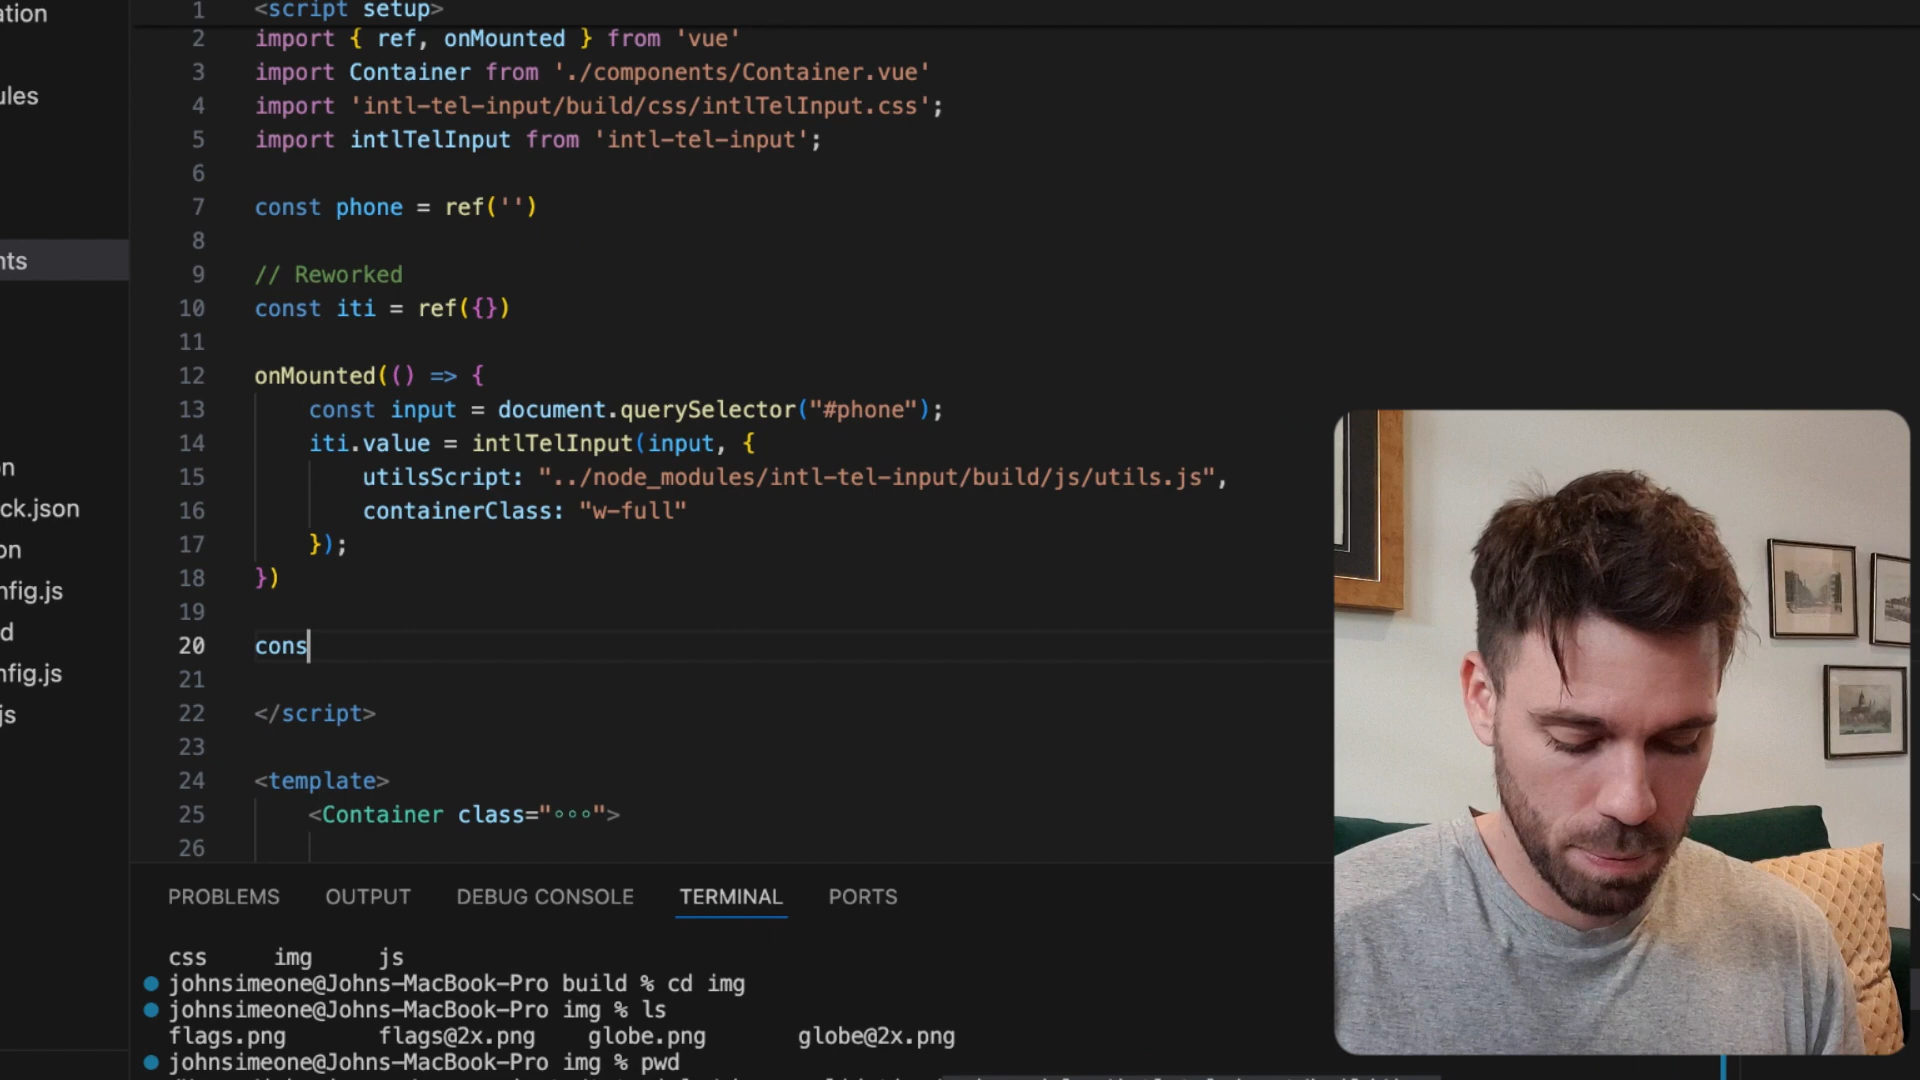 ation
ules
nts
n
ck.json
on
nfig.js
d
nfig.js
js
1 <script setup>
2 import { ref, onMounted } from 'vue'
3 import Container from './components/Container.vue'
4 import 'intl-tel-input/build/css/intlTelInput.css';
5 import intlTelInput from 'intl-tel-input';
6
7 const phone = ref('')
8
9 // Reworked
10 const iti = ref({})
11
12 onMounted(() => {
13 const input = document.querySelector("#phone");
14 iti.value = intlTelInput(input, {
15 utilsScript: "../node_modules/intl-tel-input/build/js/utils.js",
16 containerClass: "w-full"
17 });
18 })
19
20 cons
21
22 </script>
23
24 <template>
25 <Container class="∘∘∘">
26
PROBLEMS OUTPUT DEBUG CONSOLE TERMINAL PORTS
css img js
johnsimeone@Johns-MacBook-Pro build % cd img
johnsimeone@Johns-MacBook-Pro img % ls
flags.png flags@2x.png globe.png globe@2x.png
johnsimeone@Johns-MacBook-Pro img % pwd